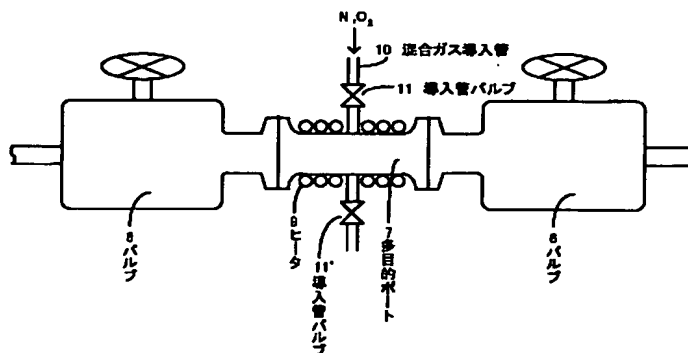 N,O₂
10 混合ガス導入管
11 導入管バルブ
8 バルブ
9 ヒータ
11' 導入管バルブ
7 多目的ポート
6 バルブ